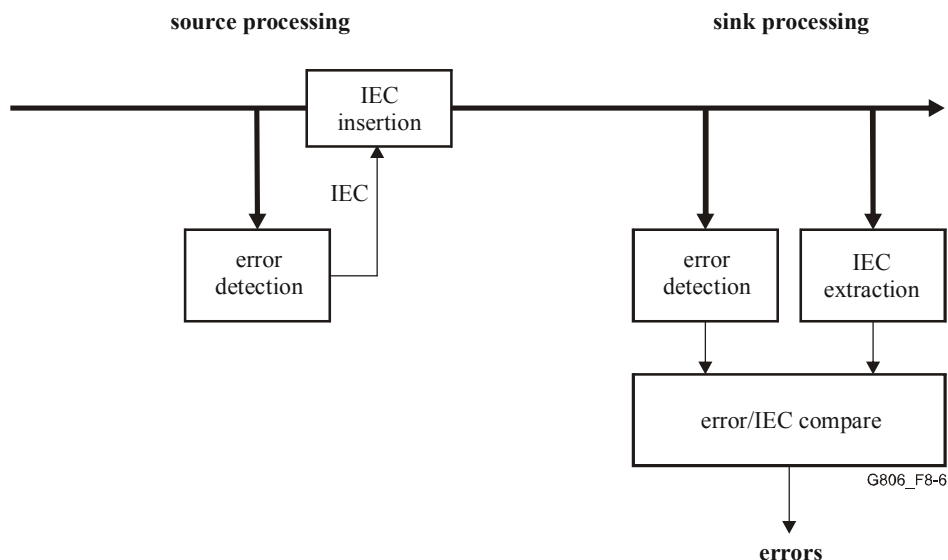 source processing
sink processing
IEC
insertion
IEC
error
detection
error
detection
IEC
extraction
error/IEC compare
G806_F8-6
errors